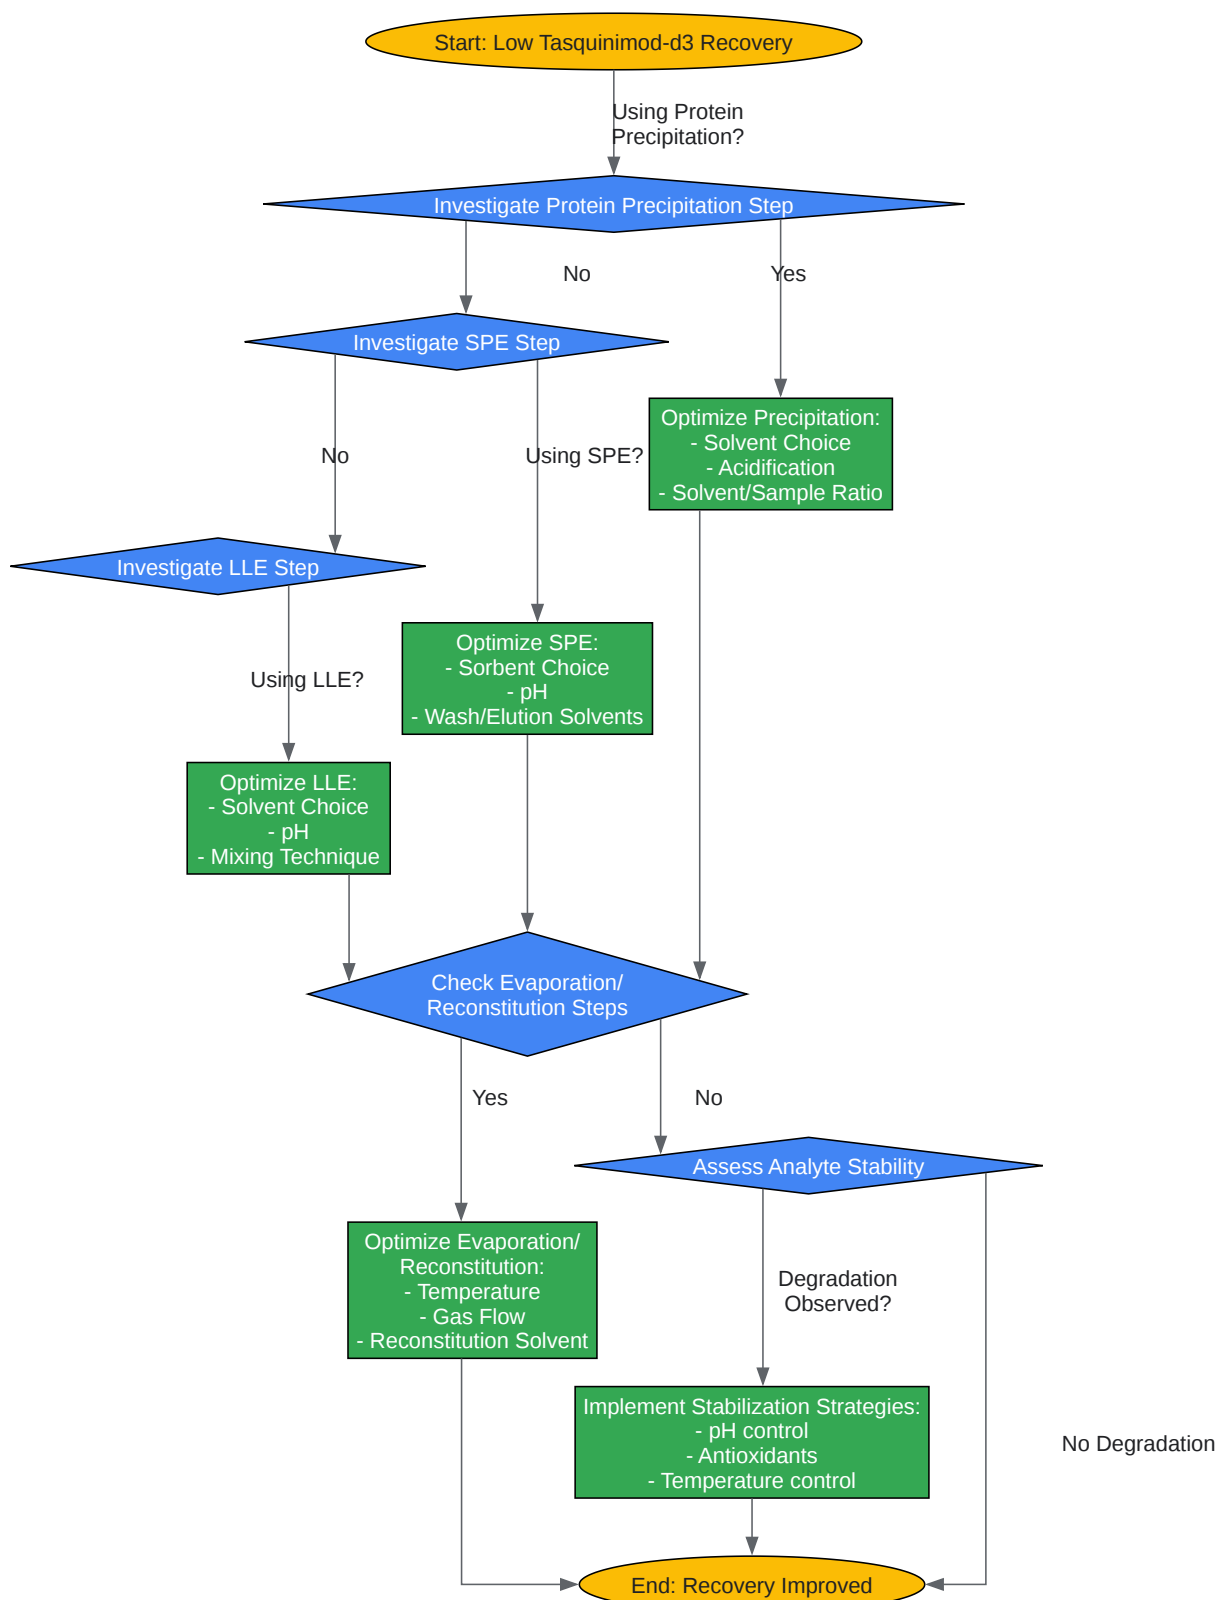 Start: Low Tasquinimod-d3 Recovery
Using Protein
Precipitation?
Investigate Protein Precipitation Step
No
Yes
Investigate SPE Step
Optimize Precipitation:
- Solvent Choice
- Acidification
- Solvent/Sample Ratio
No
Using SPE?
Investigate LLE Step
Optimize SPE:
- Sorbent Choice
- pH
- Wash/Elution Solvents
Using LLE?
Optimize LLE:
- Solvent Choice
- pH
- Mixing Technique
Check Evaporation/
Reconstitution Steps
Yes
No
Assess Analyte Stability
Optimize Evaporation/
Reconstitution:
- Temperature
- Gas Flow
- Reconstitution Solvent
Degradation
Observed?
Implement Stabilization Strategies:
- pH control
- Antioxidants
- Temperature control
No Degradation
End: Recovery Improved